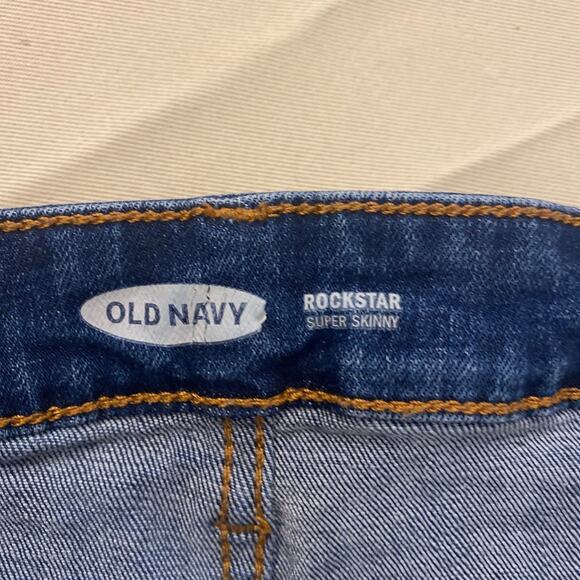 OLD NAVY
ROCKSTAR
SUPER SKINNY